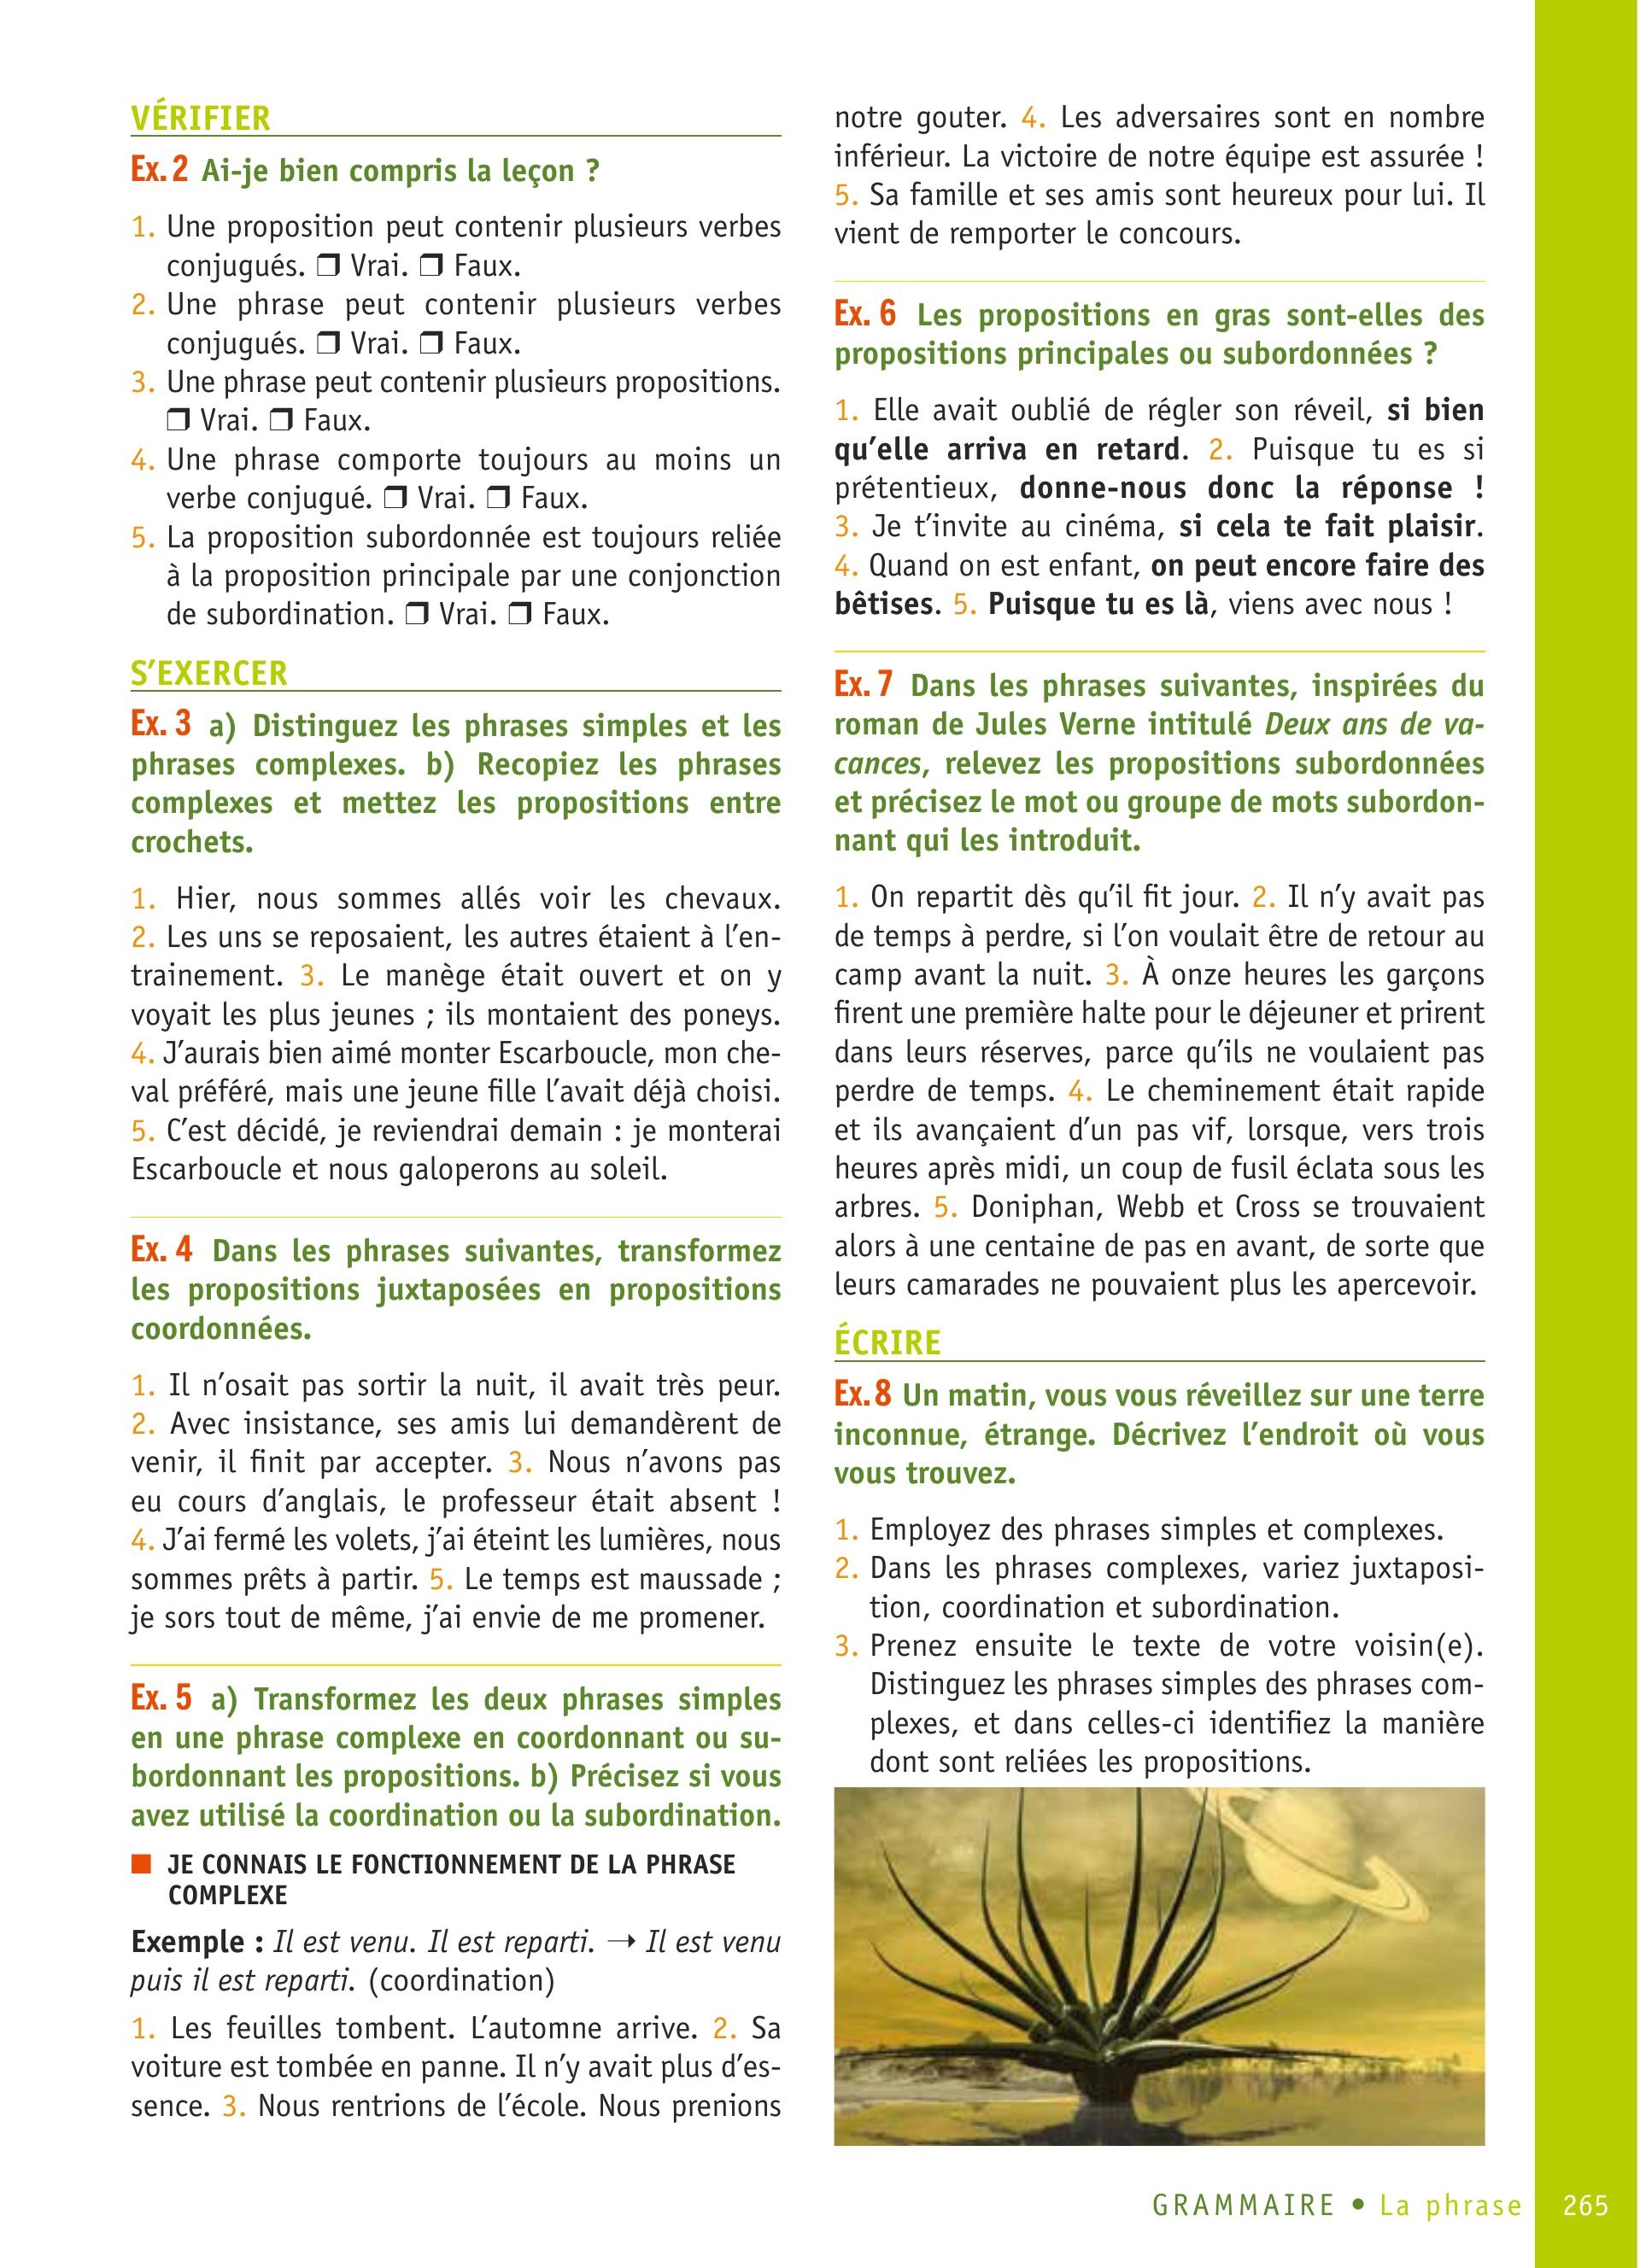 VÉRIFIER
Ex. 2 Ai-je bien compris la leçon ?
1. Une proposition peut contenir plusieurs verbes
conjugués. ❒ Vrai. ❒ Faux.
2. Une phrase peut contenir plusieurs verbes
conjugués. ❒ Vrai. ❒ Faux.
3. Une phrase peut contenir plusieurs propositions.
❒ Vrai. ❒ Faux.
4. Une phrase comporte toujours au moins un
verbe conjugué. ❒ Vrai. ❒ Faux.
5. La proposition subordonnée est toujours reliée
à la proposition principale par une conjonction
de subordination. ❒ Vrai. ❒ Faux.
S’EXERCER
Ex. 3 a) Distinguez les phrases simples et les
phrases complexes. b) Recopiez les phrases
complexes et mettez les propositions entre
crochets.
1. Hier, nous sommes allés voir les chevaux.
2. Les uns se reposaient, les autres étaient à l’en-
trainement. 3. Le manège était ouvert et on y
voyait les plus jeunes ; ils montaient des poneys.
4. J’aurais bien aimé monter Escarboucle, mon che-
val préféré, mais une jeune fille l’avait déjà choisi.
5. C’est décidé, je reviendrai demain : je monterai
Escarboucle et nous galoperons au soleil.
Ex. 4 Dans les phrases suivantes, transformez
les propositions juxtaposées en propositions
coordonnées.
1. Il n’osait pas sortir la nuit, il avait très peur.
2. Avec insistance, ses amis lui demandèrent de
venir, il finit par accepter. 3. Nous n’avons pas
eu cours d’anglais, le professeur était absent !
4. J’ai fermé les volets, j’ai éteint les lumières, nous
sommes prêts à partir. 5. Le temps est maussade ;
je sors tout de même, j’ai envie de me promener.
Ex. 5 a) Transformez les deux phrases simples
en une phrase complexe en coordonnant ou su-
bordonnant les propositions. b) Précisez si vous
avez utilisé la coordination ou la subordination.
■ JE CONNAIS LE FONCTIONNEMENT DE LA PHRASE
COMPLEXE
Exemple : Il est venu. Il est reparti. → Il est venu
puis il est reparti. (coordination)
1. Les feuilles tombent. L’automne arrive. 2. Sa
voiture est tombée en panne. Il n’y avait plus d’es-
sence. 3. Nous rentrions de l’école. Nous prenions
notre gouter. 4. Les adversaires sont en nombre
inférieur. La victoire de notre équipe est assurée !
5. Sa famille et ses amis sont heureux pour lui. Il
vient de remporter le concours.
Ex. 6 Les propositions en gras sont-elles des
propositions principales ou subordonnées ?
1. Elle avait oublié de régler son réveil, si bien
qu’elle arriva en retard. 2. Puisque tu es si
prétentieux, donne-nous donc la réponse !
3. Je t’invite au cinéma, si cela te fait plaisir.
4. Quand on est enfant, on peut encore faire des
bêtises. 5. Puisque tu es là, viens avec nous !
Ex. 7 Dans les phrases suivantes, inspirées du
roman de Jules Verne intitulé Deux ans de va-
cances, relevez les propositions subordonnées
et précisez le mot ou groupe de mots subordon-
nant qui les introduit.
1. On repartit dès qu’il fit jour. 2. Il n’y avait pas
de temps à perdre, si l’on voulait être de retour au
camp avant la nuit. 3. À onze heures les garçons
firent une première halte pour le déjeuner et prirent
dans leurs réserves, parce qu’ils ne voulaient pas
perdre de temps. 4. Le cheminement était rapide
et ils avançaient d’un pas vif, lorsque, vers trois
heures après midi, un coup de fusil éclata sous les
arbres. 5. Doniphan, Webb et Cross se trouvaient
alors à une centaine de pas en avant, de sorte que
leurs camarades ne pouvaient plus les apercevoir.
ÉCRIRE
Ex. 8 Un matin, vous vous réveillez sur une terre
inconnue, étrange. Décrivez l’endroit où vous
vous trouvez.
1. Employez des phrases simples et complexes.
2. Dans les phrases complexes, variez juxtaposi-
tion, coordination et subordination.
3. Prenez ensuite le texte de votre voisin(e).
Distinguez les phrases simples des phrases com-
plexes, et dans celles-ci identifiez la manière
dont sont reliées les propositions.
GRAMMAIRE • La phrase 265